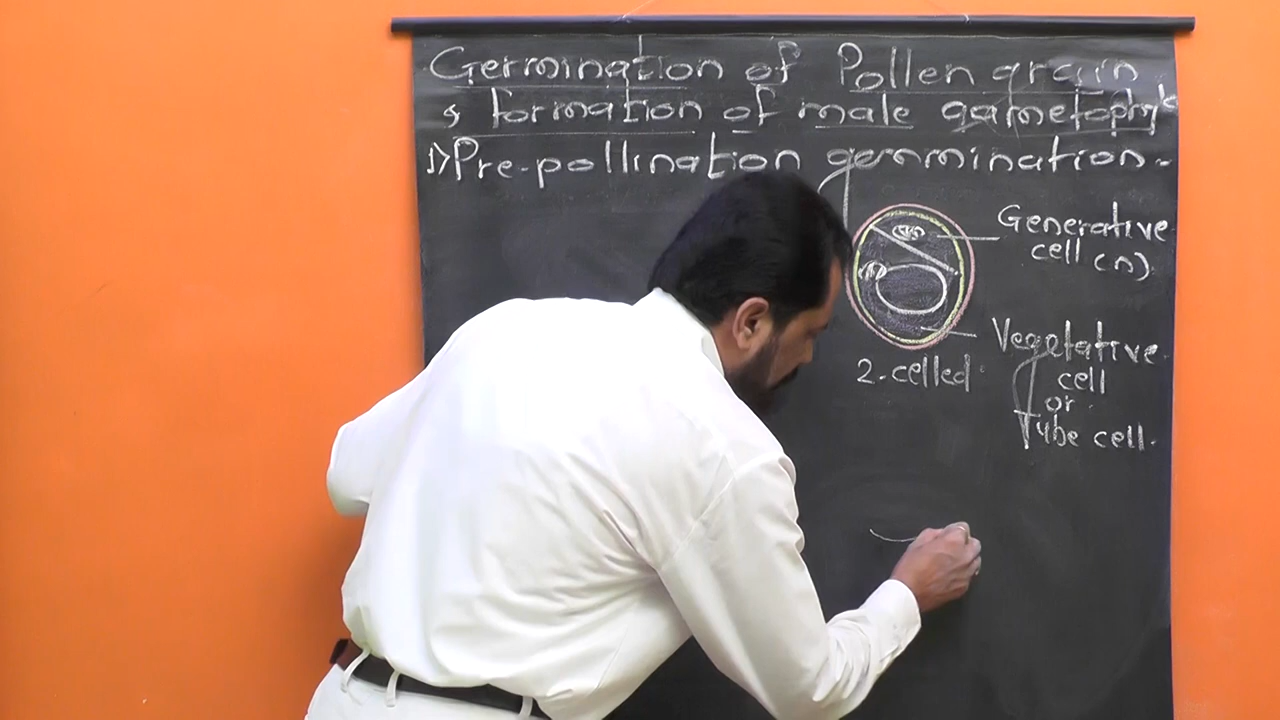 Germination of Pollen grain
& formation of male gametophyte
1) Pre-pollination germination.
Generative
cell (n)
Vegetative
cell
or
Tube cell.
2-celled